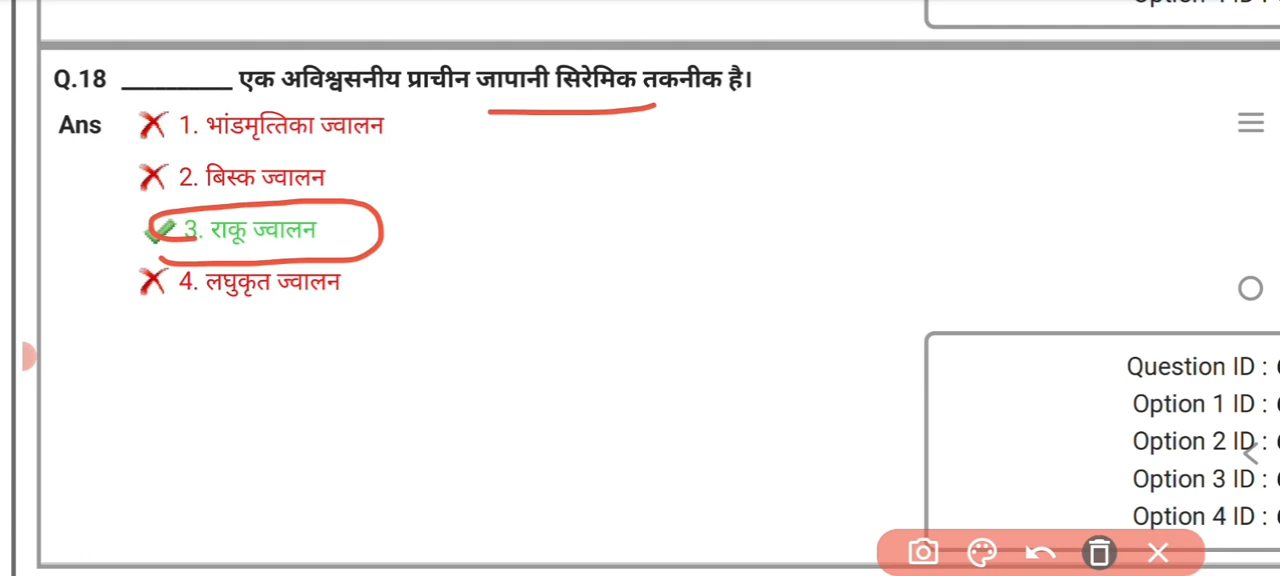 Q.18 ________ एक अविश्वसनीय प्राचीन जापानी सिरेमिक तकनीक है।
Ans 1. भांडमृत्तिका ज्वालन
2. बिस्क ज्वालन
3. राकू ज्वालन
4. लघुकृत ज्वालन
Question ID :
Option 1 ID :
Option 2 ID :
Option 3 ID :
Option 4 ID :